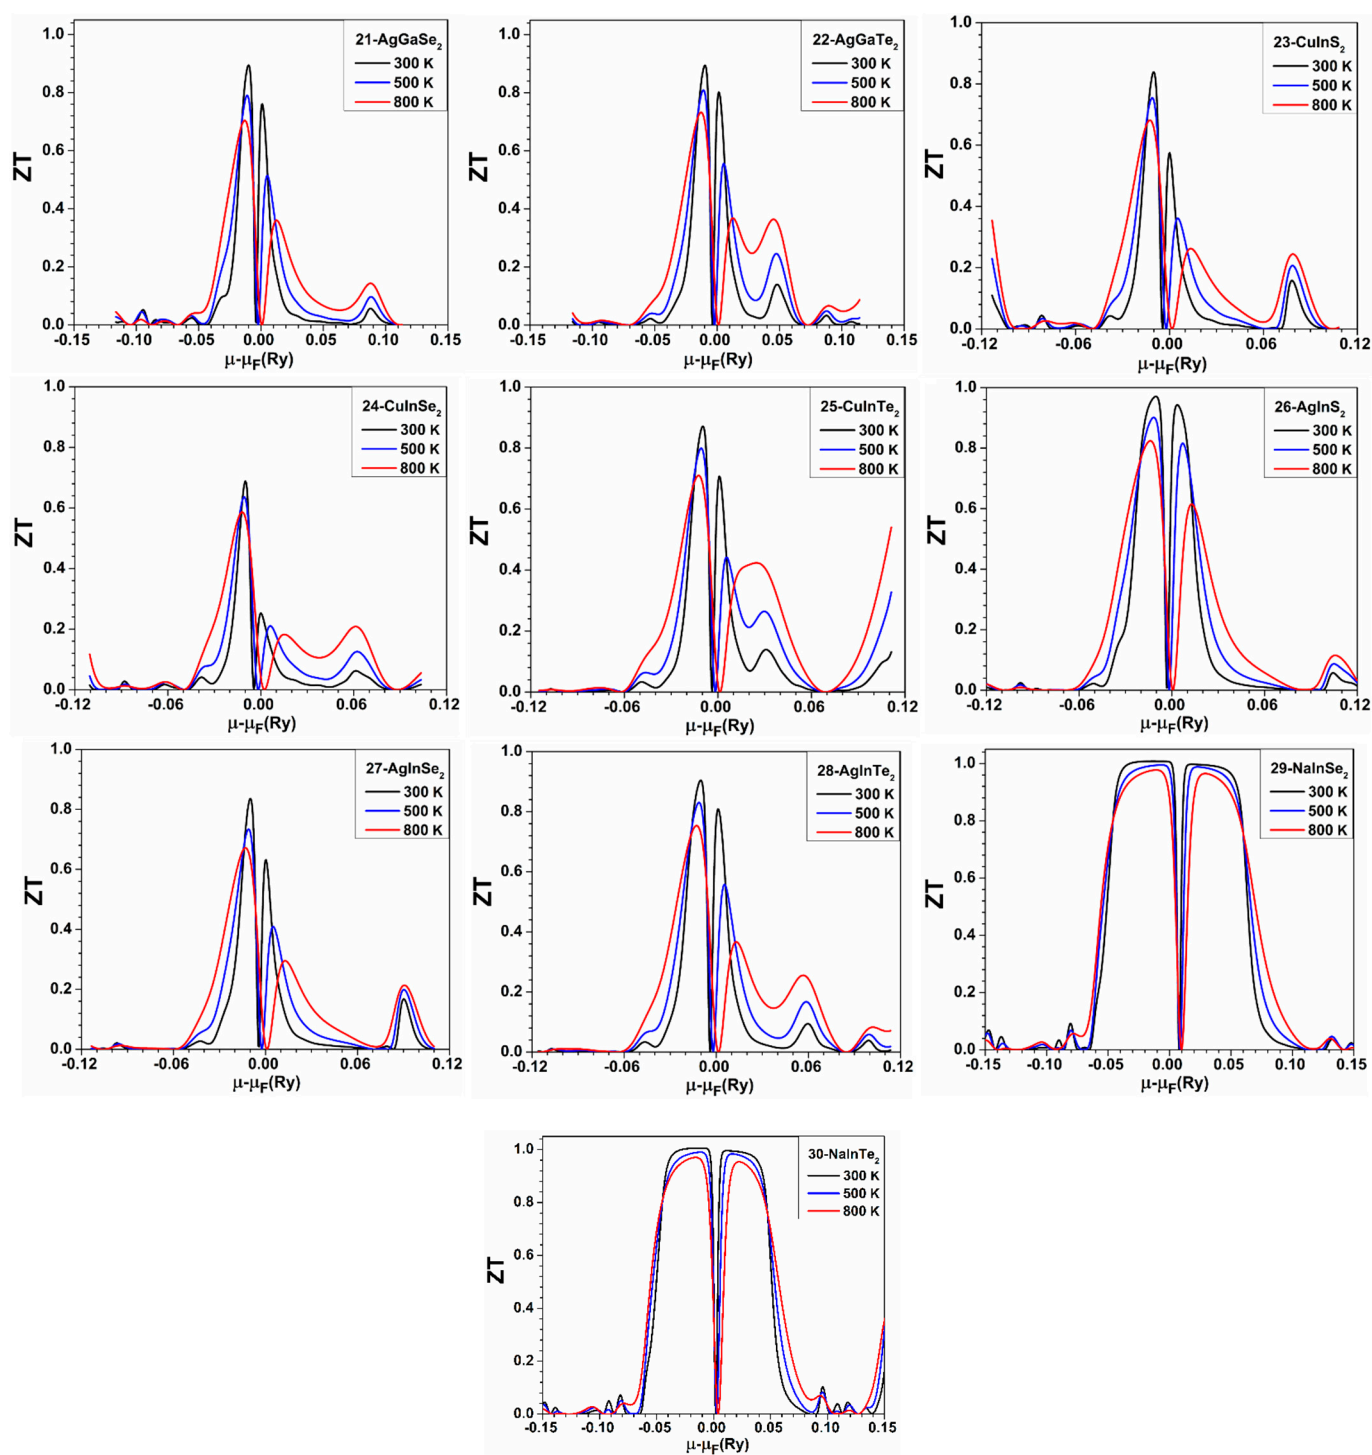 1.0
0.8
0.6
0.4
0.2
0.0
ZT
21-AgGaSe₂
300 K
500 K
800 K
-0.15 -0.10 -0.05 0.00 0.05 0.10 0.15
μ-μF(Ry)
1.0
0.8
0.6
0.4
0.2
0.0
ZT
22-AgGaTe₂
300 K
500 K
800 K
-0.15 -0.10 -0.05 0.00 0.05 0.10 0.15
μ-μF(Ry)
1.0
0.8
0.6
0.4
0.2
0.0
ZT
23-CuInS₂
300 K
500 K
800 K
-0.12 -0.06 0.00 0.06 0.12
μ-μF(Ry)
1.0
0.8
0.6
0.4
0.2
0.0
ZT
24-CuInSe₂
300 K
500 K
800 K
-0.12 -0.06 0.00 0.06 0.12
μ-μF(Ry)
1.0
0.8
0.6
0.4
0.2
0.0
ZT
25-CuInTe₂
300 K
500 K
800 K
-0.12 -0.06 0.00 0.06 0.12
μ-μF(Ry)
1.0
0.8
0.6
0.4
0.2
0.0
ZT
26-AgInS₂
300 K
500 K
800 K
-0.12 -0.06 0.00 0.06 0.12
μ-μF(Ry)
1.0
0.8
0.6
0.4
0.2
0.0
ZT
27-AgInSe₂
300 K
500 K
800 K
-0.12 -0.06 0.00 0.06 0.12
μ-μF(Ry)
1.0
0.8
0.6
0.4
0.2
0.0
ZT
28-AgInTe₂
300 K
500 K
800 K
-0.12 -0.06 0.00 0.06 0.12
μ-μF(Ry)
1.0
0.8
0.6
0.4
0.2
0.0
ZT
29-NaInSe₂
300 K
500 K
800 K
-0.15 -0.10 -0.05 0.00 0.05 0.10 0.15
μ-μF(Ry)
1.0
0.8
0.6
0.4
0.2
0.0
ZT
30-NaInTe₂
300 K
500 K
800 K
-0.15 -0.10 -0.05 0.00 0.05 0.10 0.15
μ-μF(Ry)